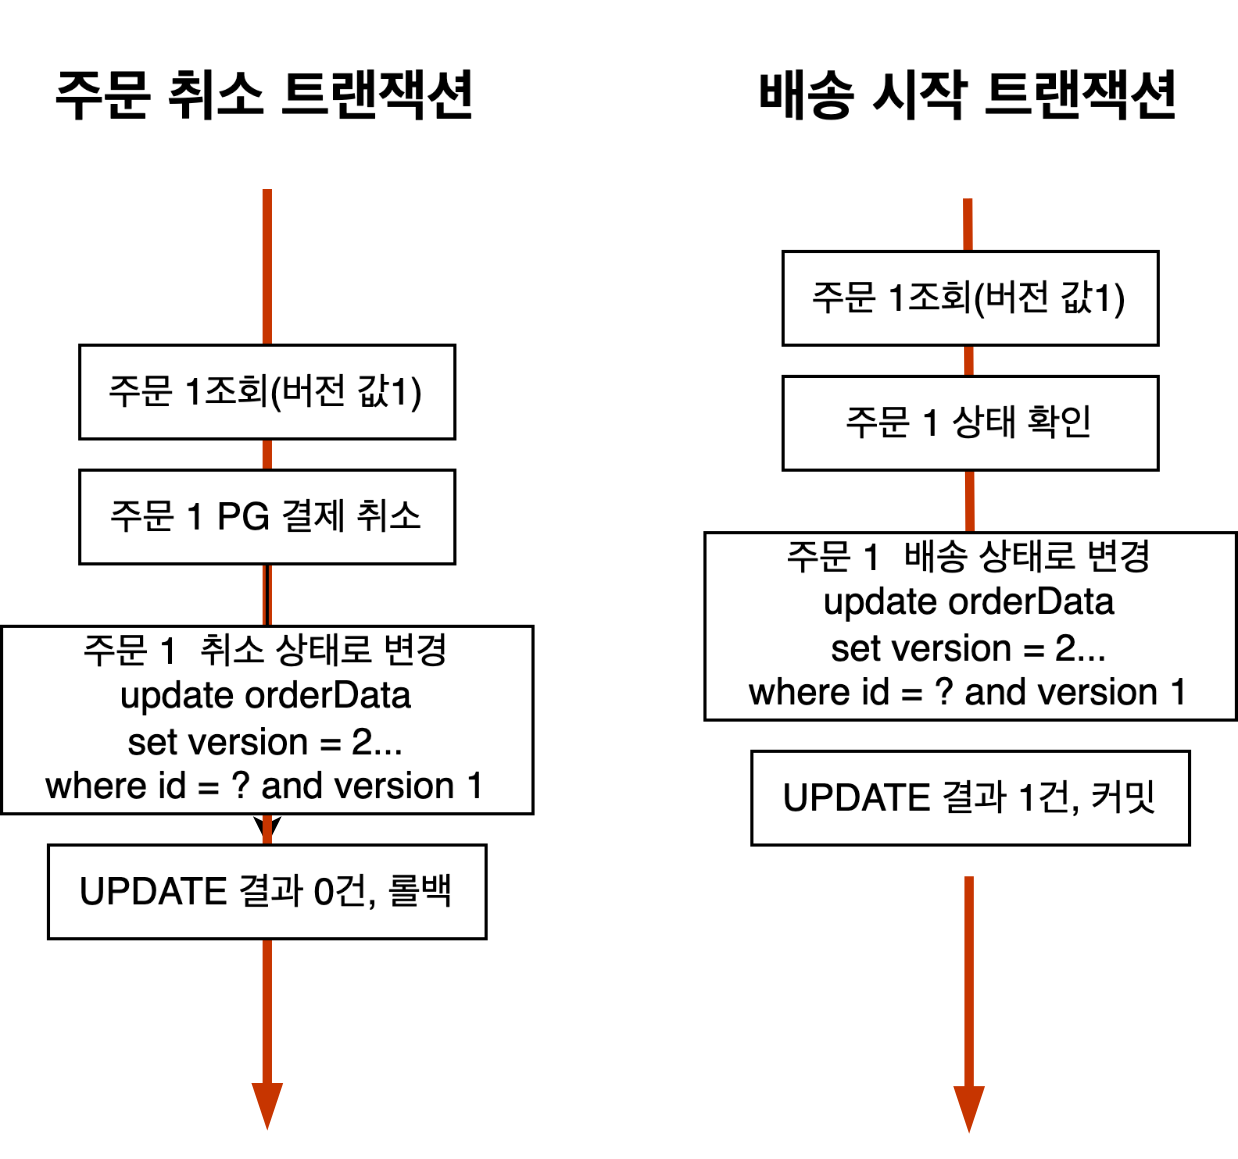 주문 취소 트랜잭션
주문 1조회(버전 값1)
주문 1 PG 결제 취소
주문 1  취소 상태로 변경
update orderData
set version = 2...
where id = ? and version 1
UPDATE 결과 0건, 롤백
배송 시작 트랜잭션
주문 1조회(버전 값1)
주문 1 상태 확인
주문 1  배송 상태로 변경
update orderData
set version = 2...
where id = ? and version 1
UPDATE 결과 1건, 커밋